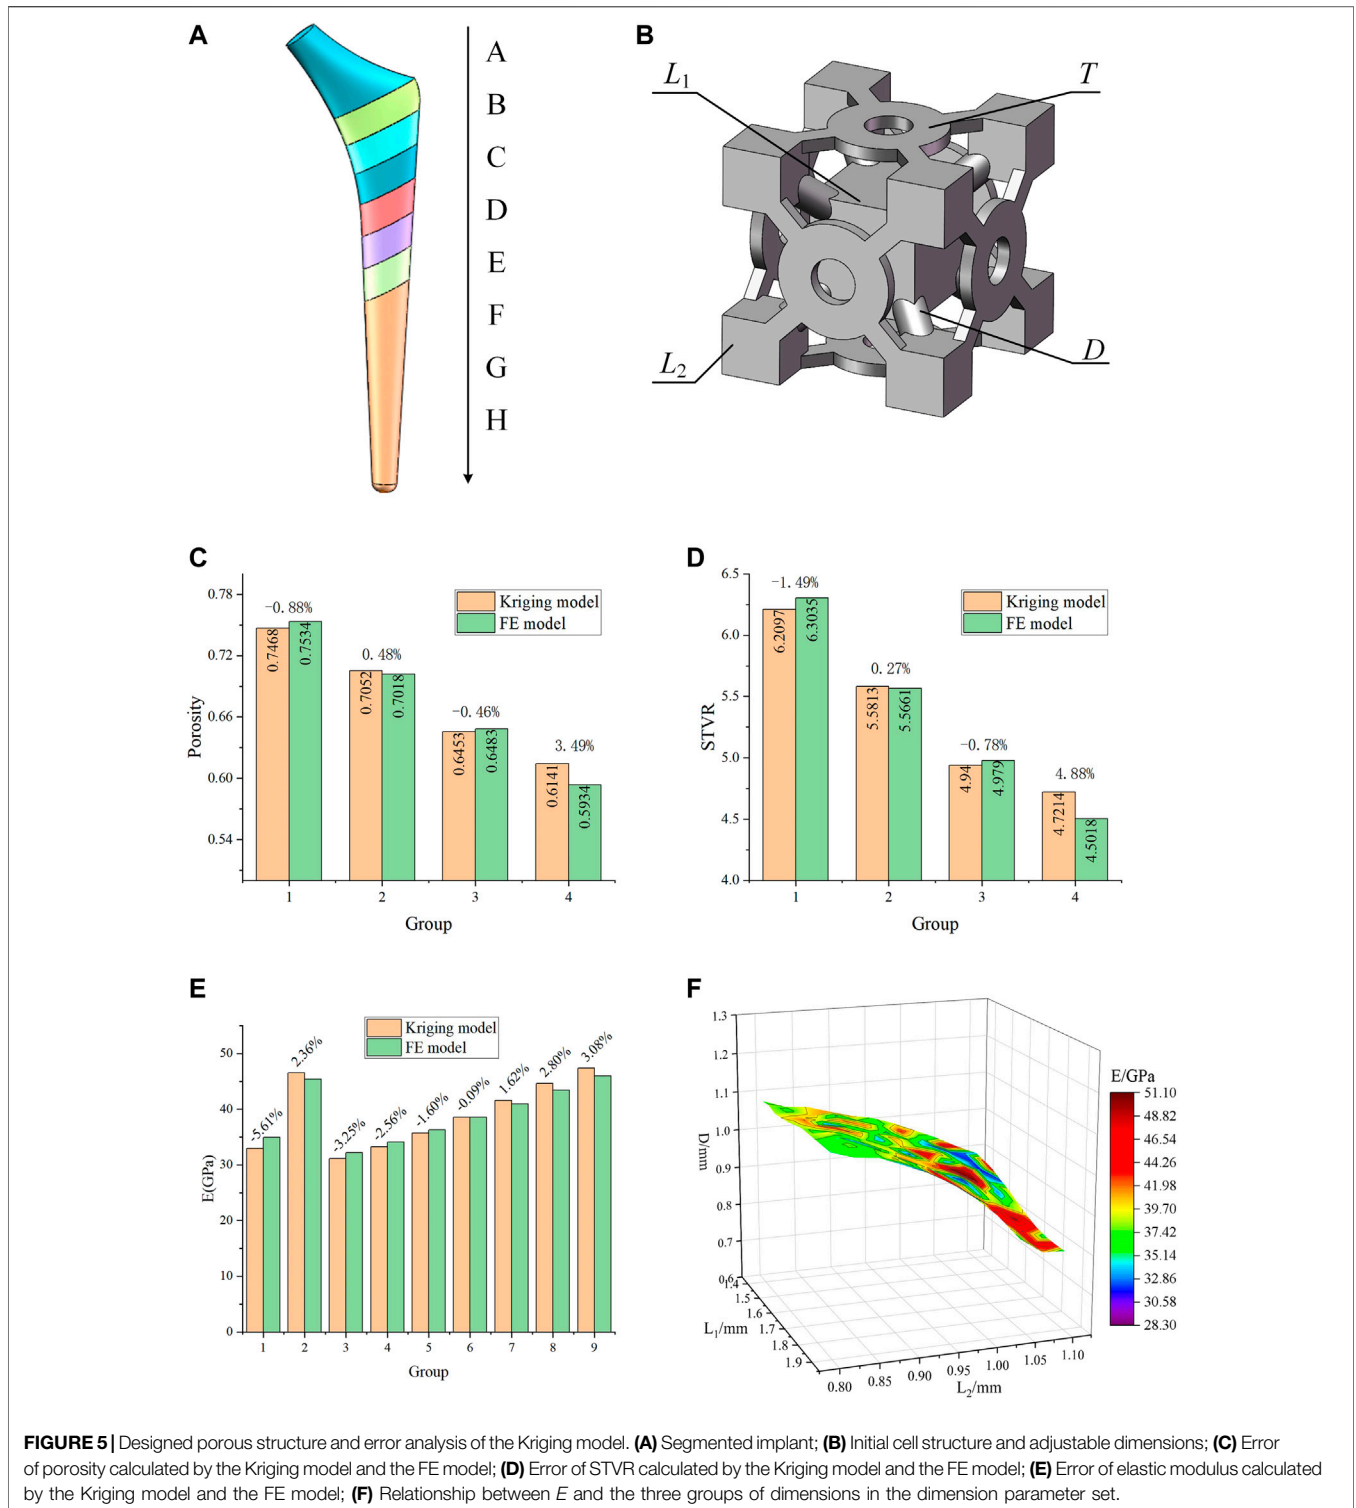 A
A
B
C
D
E
F
G
H
B
L1
T
L2
D
C
Porosity
0.78
0.72
0.66
0.60
0.54
Kriging model
FE model
-0.88%
0.48%
-0.46%
3.49%
0.7468
0.7534
0.7052
0.7018
0.6453
0.6483
0.6141
0.5934
1 2 3 4
Group
D
STVR
6.5
6.0
5.5
5.0
4.5
4.0
Kriging model
FE model
-1.49%
0.27%
-0.78%
4.88%
6.2097
6.3035
5.5813
5.5661
4.94
4.979
4.7214
4.5018
1 2 3 4
Group
E
E(GPa)
50
40
30
20
10
0
Kriging model
FE model
-5.61%
2.36%
-3.25%
-2.56%
-1.60%
-0.09%
1.62%
2.80%
3.08%
1 2 3 4 5 6 7 8 9
Group
F
D/mm
1.3
1.2
1.1
1.0
0.9
0.8
0.7
0.6
1.4
1.5
1.6
1.7
1.8
1.9
L1/mm
0.80 0.85 0.90 0.95 1.00 1.05 1.10
L2/mm
E/GPa
51.10
48.82
46.54
44.26
41.98
39.70
37.42
35.14
32.86
30.58
28.30
FIGURE 5 | Designed porous structure and error analysis of the Kriging model. (A) Segmented implant; (B) Initial cell structure and adjustable dimensions; (C) Error
of porosity calculated by the Kriging model and the FE model; (D) Error of STVR calculated by the Kriging model and the FE model; (E) Error of elastic modulus calculated
by the Kriging model and the FE model; (F) Relationship between E and the three groups of dimensions in the dimension parameter set.